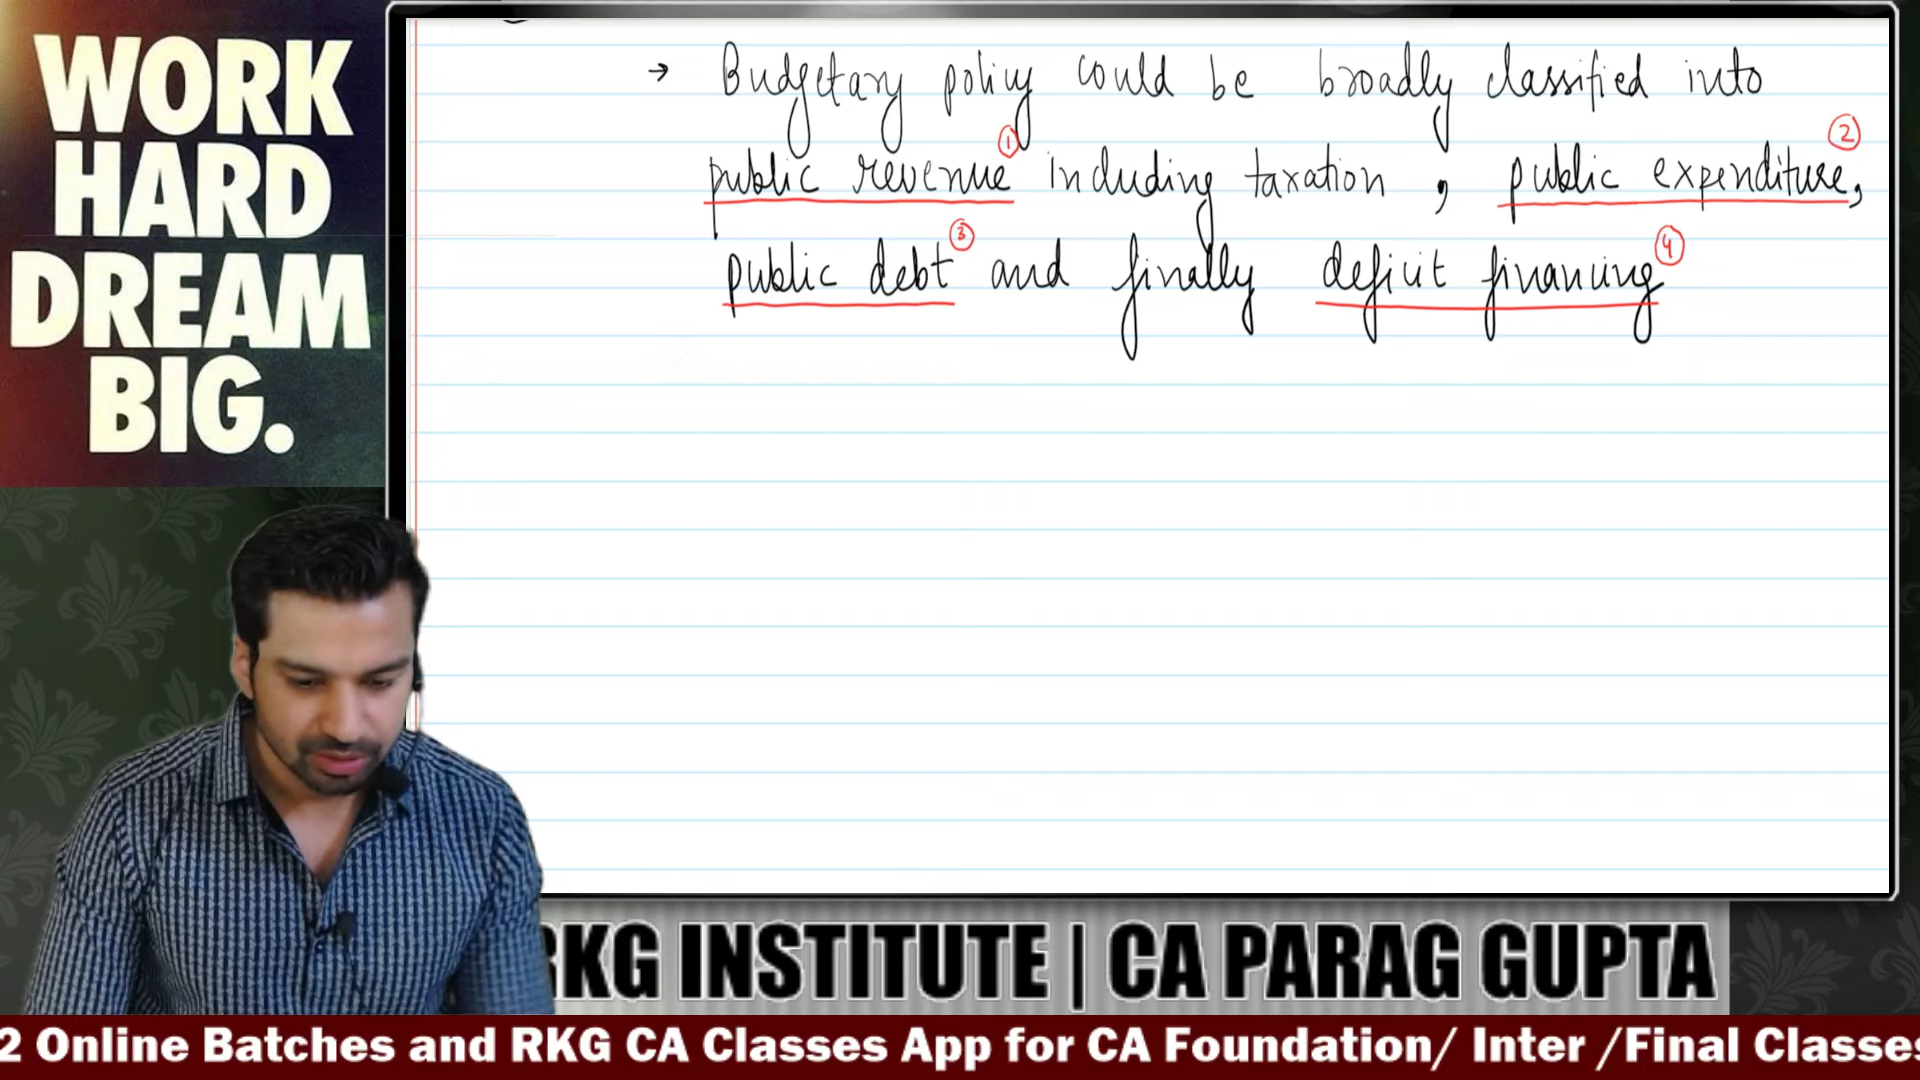 WORK
HARD
DREAM
BIG.
→ Budgetary policy could be broadly classified into
public revenue ① including taxation , public expenditure, ②
public debt ③ and finally deficit financing ④
RKG INSTITUTE | CA PARAG GUPTA
2 Online Batches and RKG CA Classes App for CA Foundation/ Inter /Final Classes